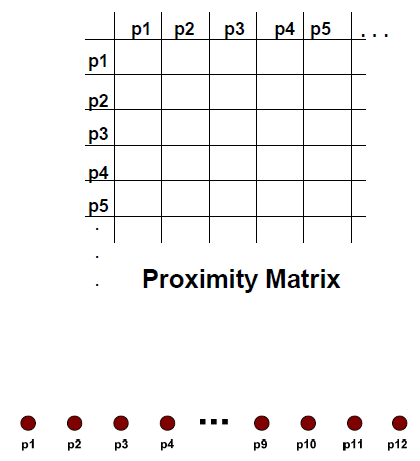 p1 p2 p3 p4 p5 . . .
p1
p2
p3
p4
p5
.
.
.
Proximity Matrix
...
p1 p2 p3 p4 p9 p10 p11 p12